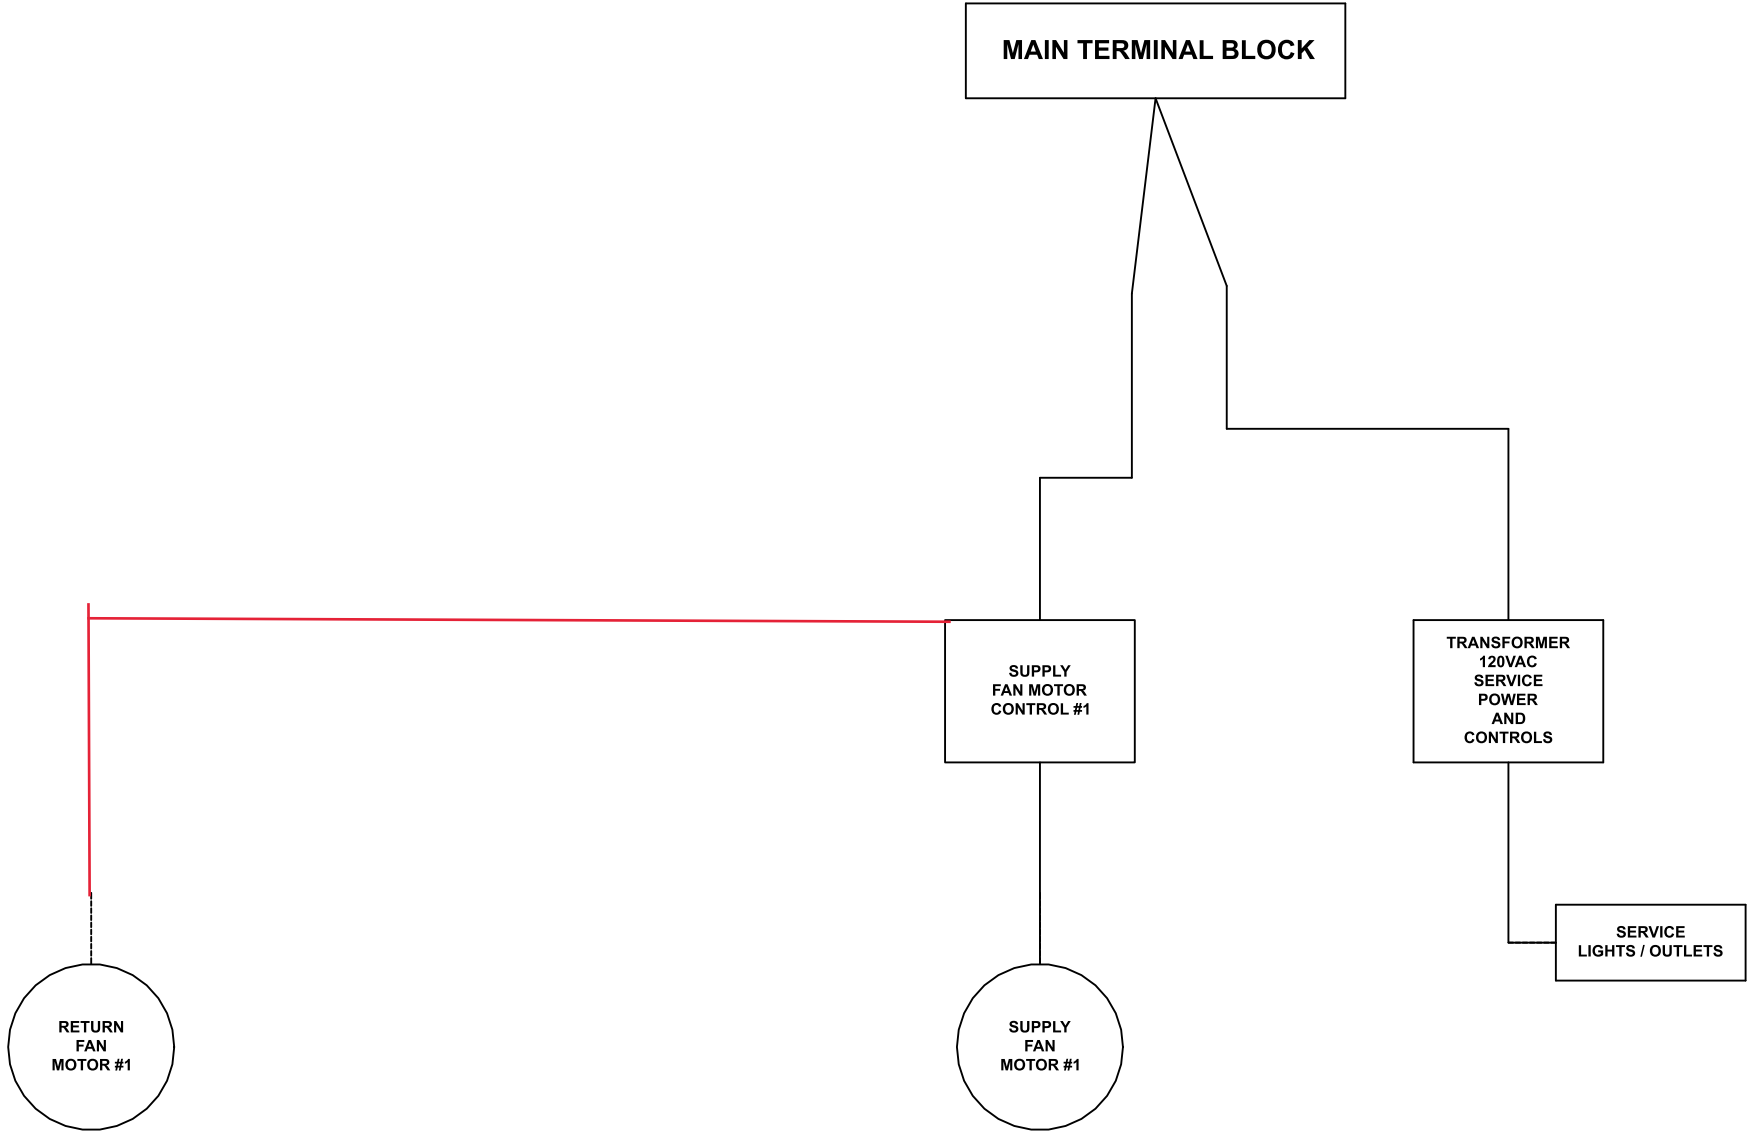 MAIN TERMINAL BLOCK
SUPPLY
FAN MOTOR
CONTROL #1
TRANSFORMER
120VAC
SERVICE
POWER
AND
CONTROLS
SERVICE
LIGHTS / OUTLETS
RETURN
FAN
MOTOR #1
SUPPLY
FAN
MOTOR #1